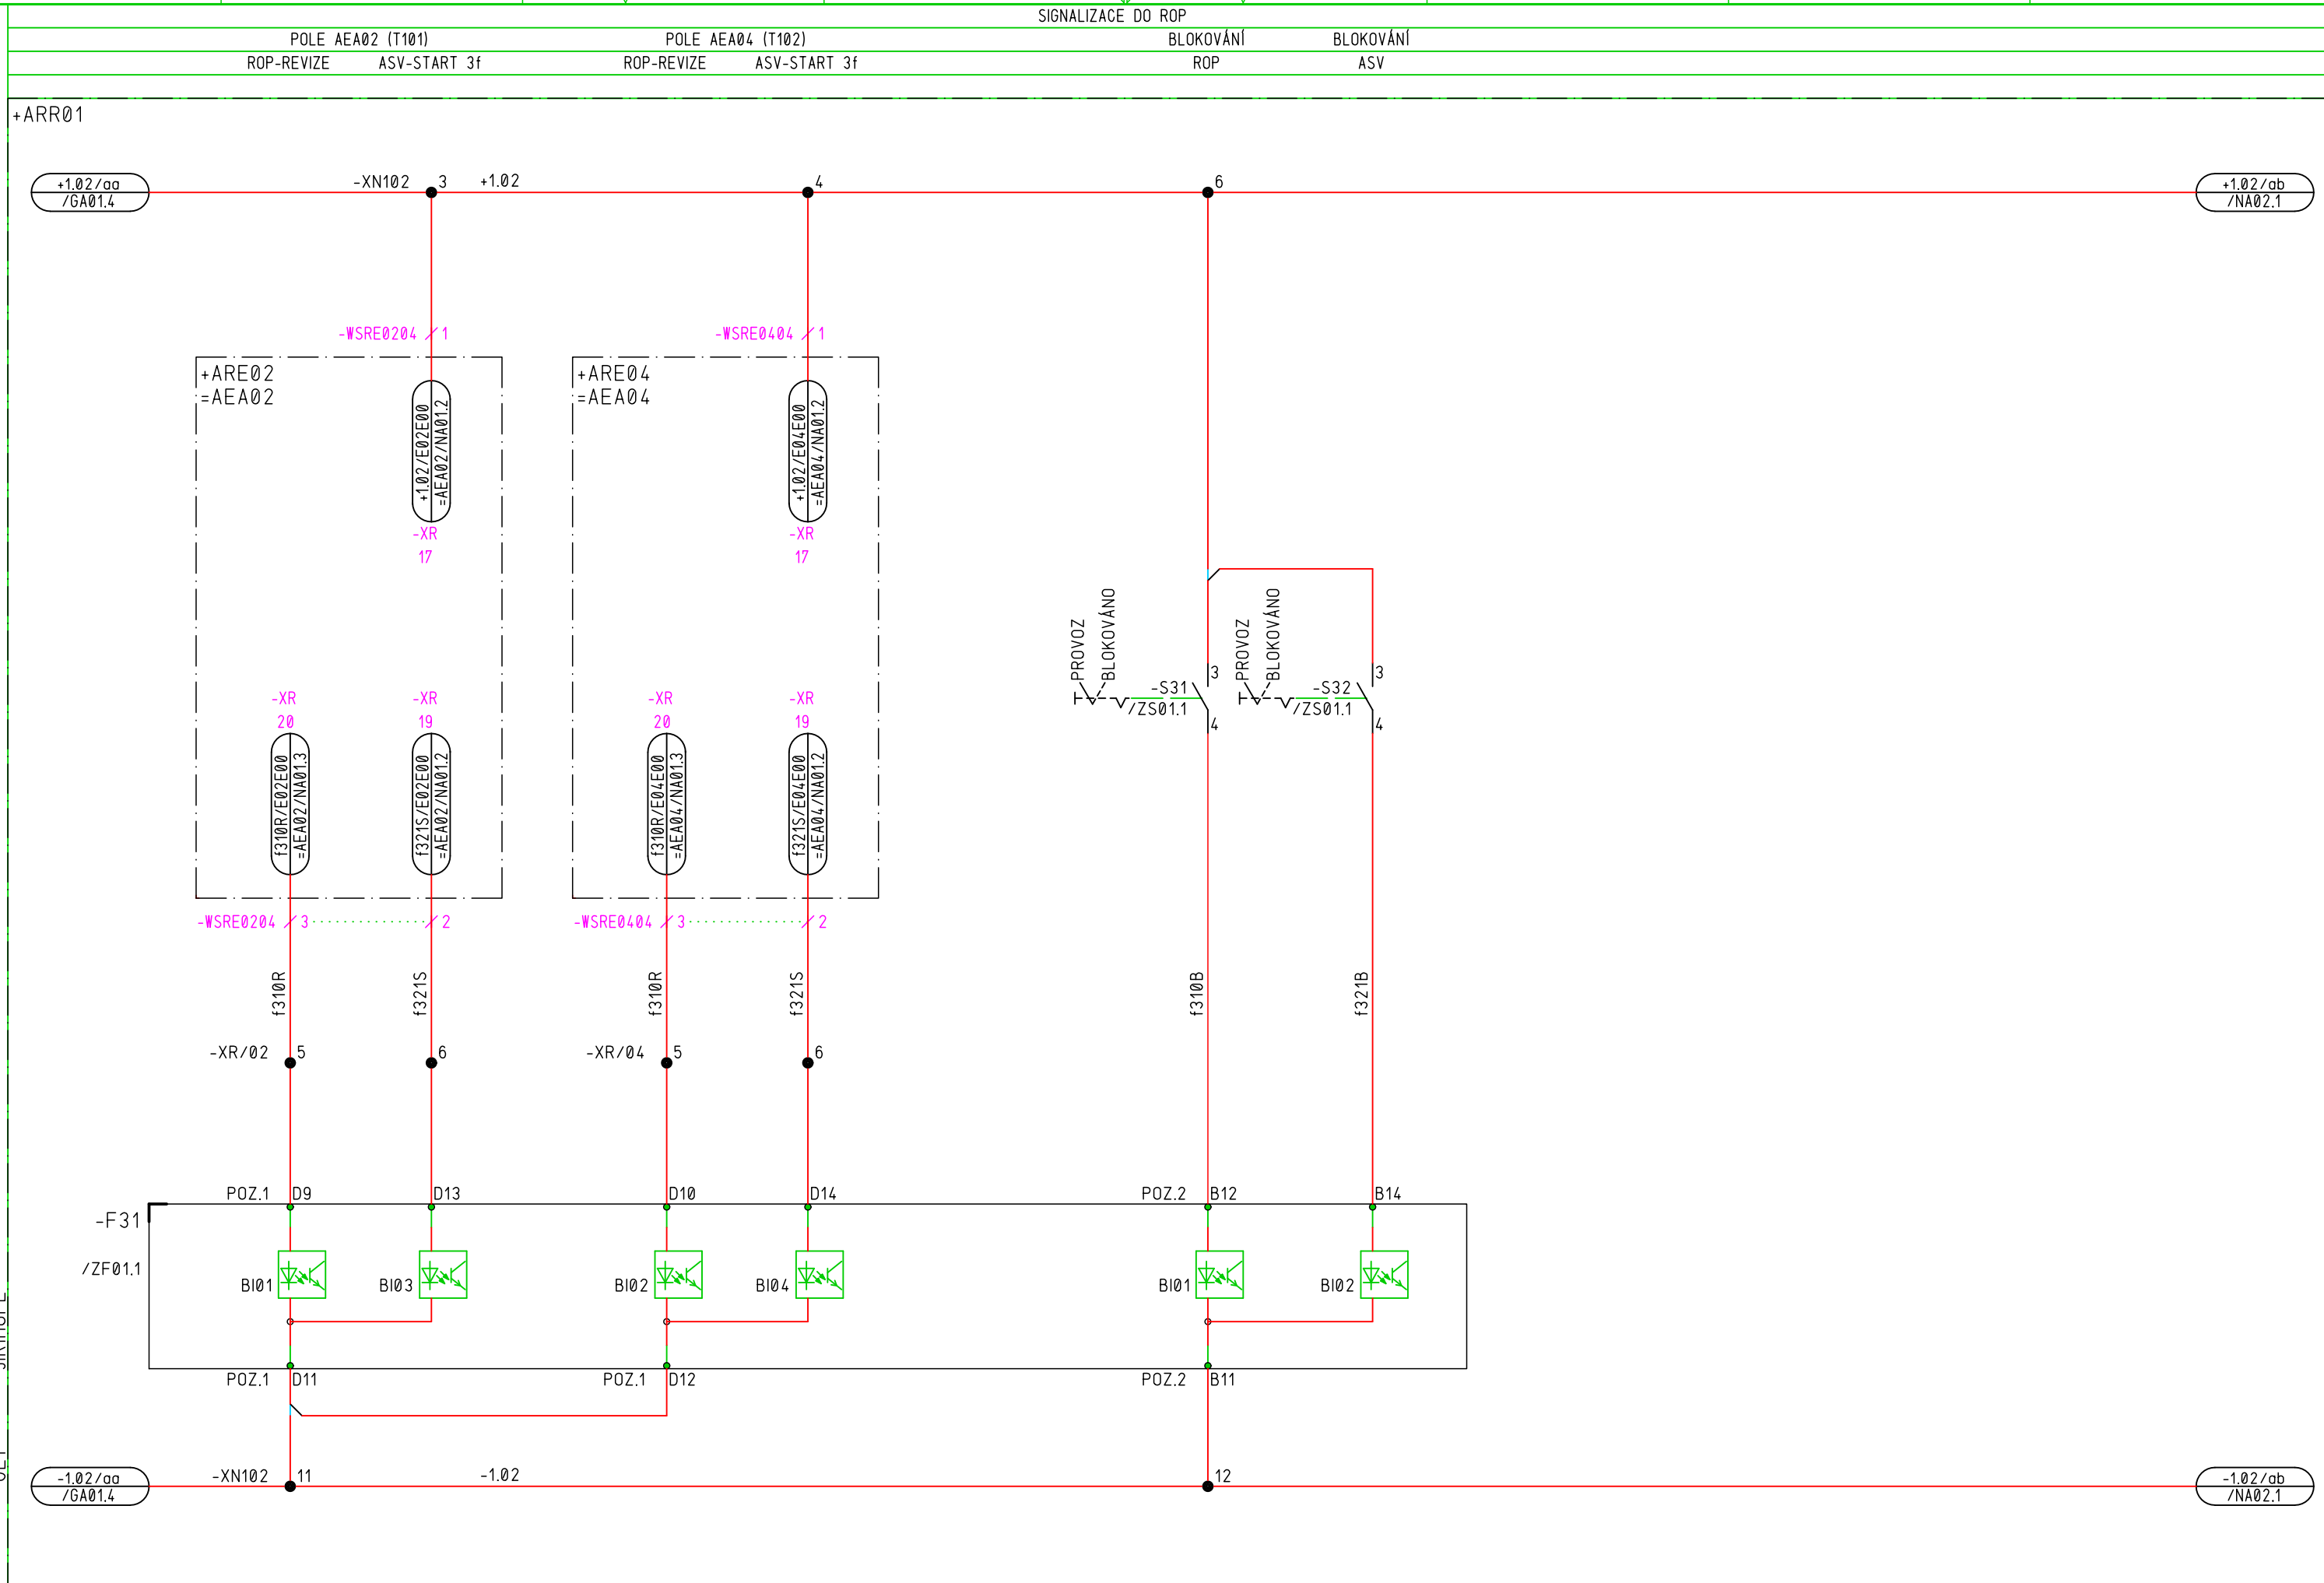 SIGNALIZACE DO ROP
POLE AEA02 (T101) POLE AEA04 (T102) BLOKOVÁNÍ BLOKOVÁNÍ
ROP-REVIZE ASV-START 3f ROP-REVIZE ASV-START 3f ROP ASV
+ARR01
+1.02/aa -XN102 3 +1.02 4 6 +1.02/ab
/GA01.4 /NA02.1
-WSRE0204 1 -WSRE0404 1
+ARE02 +ARE04
=AEA02 =AEA04
+1.02/E02E00 +1.02/E04E00
=AEA02/NA01.2 =AEA04/NA01.2
-XR -XR
17 17
PROVOZ BLOKOVÁNO PROVOZ BLOKOVÁNO
-S31 3 -S32 3
/ZS01.1 4 /ZS01.1 4
-XR -XR -XR -XR
20 19 20 19
f310R/E02E00 f321S/E02E00 f310R/E04E00 f321S/E04E00
=AEA02/NA01.3 =AEA02/NA01.2 =AEA04/NA01.3 =AEA04/NA01.2
-WSRE0204 3 2 -WSRE0404 3 2
f310R f321S f310R f321S f310B f321B
-XR/02 5 6 -XR/04 5 6
POZ.1 D9 D13 D10 D14 POZ.2 B12 B14
-F31
/ZF01.1
BI01 BI03 BI02 BI04 BI01 BI02
POZ.1 D11 POZ.1 D12 POZ.2 B11
-1.02/aa -XN102 11 -1.02 12 -1.02/ab
/GA01.4 /NA02.1